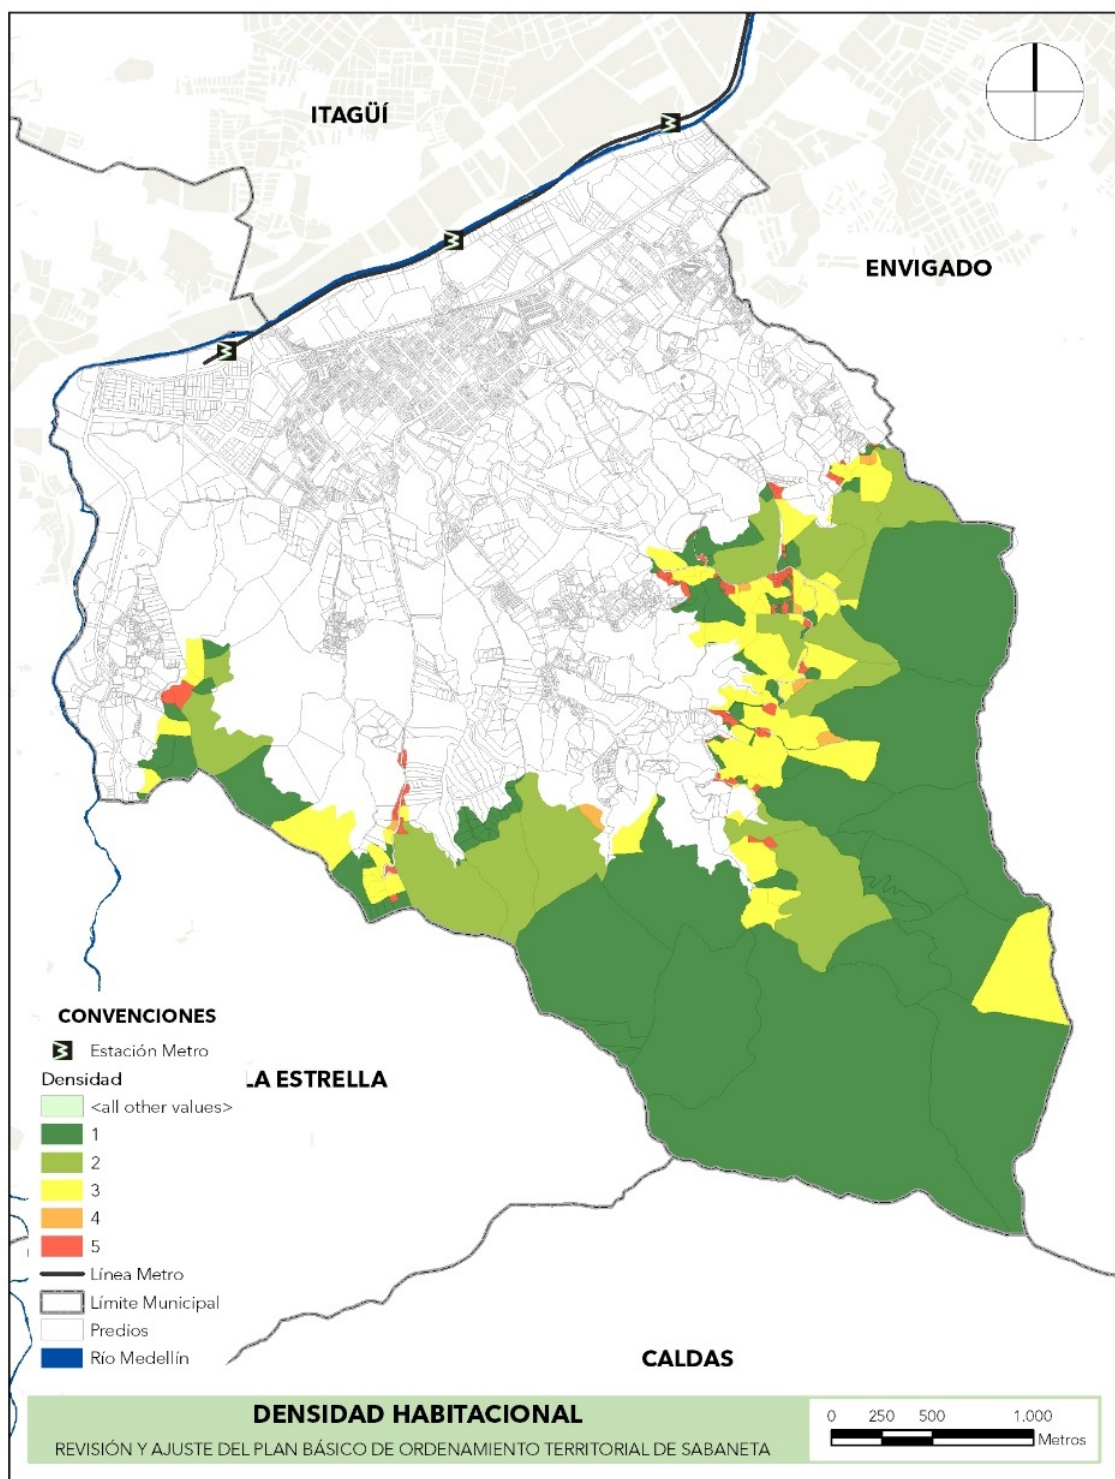 ITAGÜÍ
ENVIGADO
CONVENCIONES
Estación Metro
Densidad
<all other values>
1
2
3
4
5
Línea Metro
Límite Municipal
Predios
Río Medellín
LA ESTRELLA
CALDAS
DENSIDAD HABITACIONAL
REVISIÓN Y AJUSTE DEL PLAN BÁSICO DE ORDENAMIENTO TERRITORIAL DE SABANETA
0 250 500 1.000
Metros